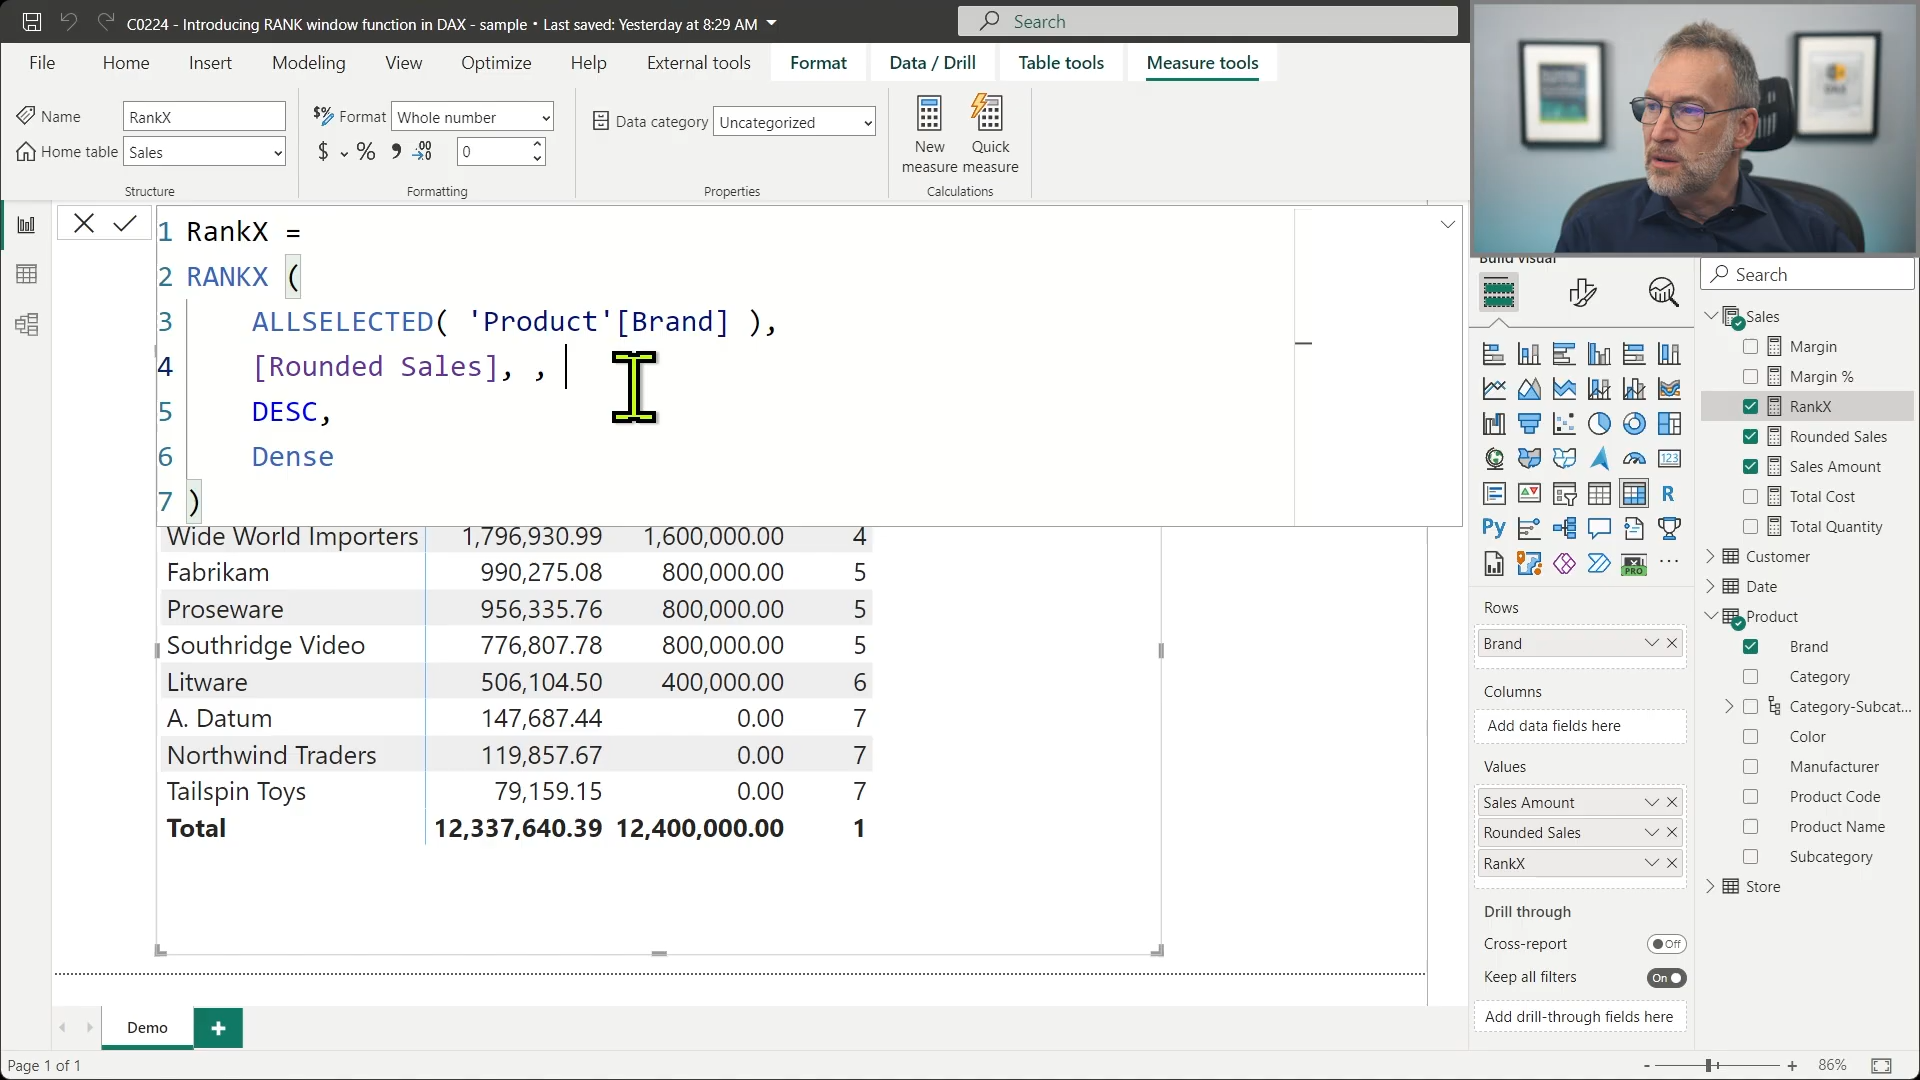 C0224 - Introducing RANK window function in DAX - sample • Last saved: Yesterday at 8:29 AM
Search
File
Home
Insert
Modeling
View
Optimize
Help
External tools
Format
Data / Drill
Table tools
Measure tools
Name
RankX
Home table
Sales
Structure
Format
Whole number
$
%
0
Formatting
Data category
Uncategorized
Properties
New measure
Quick measure
Calculations
1 RankX =
2 RANKX (
3 ALLSELECTED( 'Product'[Brand] ),
4 [Rounded Sales], ,
5 DESC,
6 Dense
7 )
Wide World Importers 1,796,930.99 1,600,000.00 4
Fabrikam 990,275.08 800,000.00 5
Proseware 956,335.76 800,000.00 5
Southridge Video 776,807.78 800,000.00 5
Litware 506,104.50 400,000.00 6
A. Datum 147,687.44 0.00 7
Northwind Traders 119,857.67 0.00 7
Tailspin Toys 79,159.15 0.00 7
Total 12,337,640.39 12,400,000.00 1
Build visual
123
R
Py
PRO
Rows
Brand
Columns
Add data fields here
Values
Sales Amount
Rounded Sales
RankX
Drill through
Cross-report
Off
Keep all filters
On
Add drill-through fields here
Search
Sales
Margin
Margin %
RankX
Rounded Sales
Sales Amount
Total Cost
Total Quantity
Customer
Date
Product
Brand
Category
Category-Subcat...
Color
Manufacturer
Product Code
Product Name
Subcategory
Store
Demo
+
Page 1 of 1
- + 86%